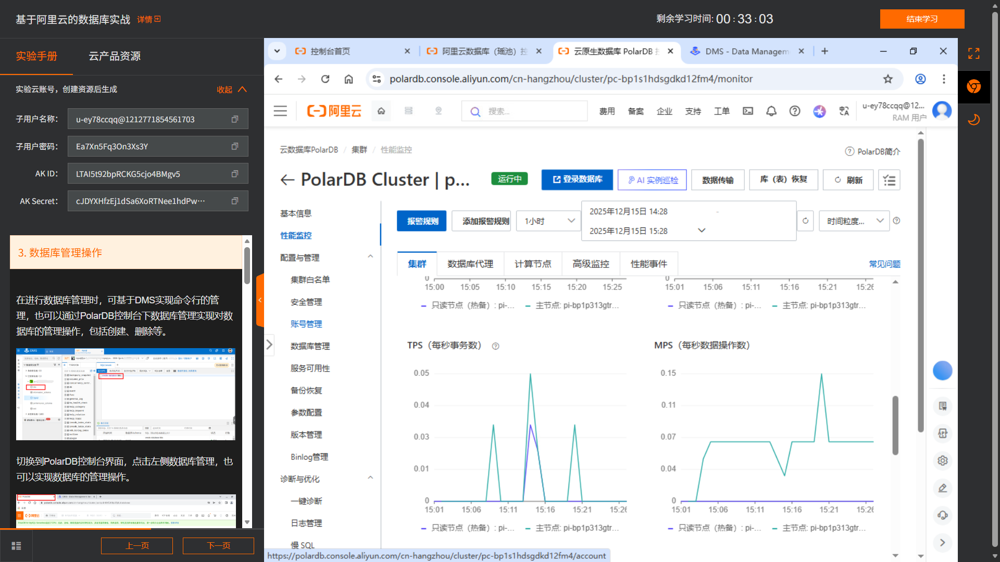 基于阿里云的数据库实战 详情
剩余学习时间: 00 : 33 : 03
结束学习
实验手册 云产品资源
实验云账号，创建资源后生成 收起
子用户名称： u-ey78ccqq@1212771854561703
子用户密码： Ea7Xn5Fq3On3Xs3Y
AK ID： LTAI5t92bpRCKG5cjo4BMgv5
AK Secret： cJDYXHfzEj1dSa6XoRTNee1hdPw···
3. 数据库管理操作
在进行数据库管理时，可基于DMS实现命令行的管
理，也可以通过PolarDB控制台下数据库管理实现对数
据库的管理操作，包括创建、删除等。
切换到PolarDB控制台界面，点击左侧数据库管理，也
可以实现数据库的管理操作。
上一页 下一页
控制台首页 阿里云数据库（瑶池）控 云原生数据库 PolarDB DMS - Data Managem
polardb.console.aliyun.com/cn-hangzhou/cluster/pc-bp1s1hdsgdkd12fm4/monitor
阿里云 搜索... 费用 备案 企业 支持 工单 u-ey78ccqq@12...
RAM 用户
云数据库PolarDB / 集群 / 性能监控 PolarDB简介
PolarDB Cluster | p... 运行中 登录数据库 AI 实例巡检 数据传输 库（表）恢复 刷新
基本信息
性能监控
配置与管理
集群白名单
安全管理
账号管理
数据库管理
服务可用性
备份恢复
参数配置
版本管理
Binlog管理
诊断与优化
一键诊断
日志管理
慢 SQL
报警规则 添加报警规则 1小时 2025年12月15日 14:28 -
2025年12月15日 15:28
时间粒度...
集群 数据库代理 计算节点 高级监控 性能事件 常见问题
0
15:00 15:05 15:10 15:15 15:20 15:25
只读节点（热备）: pi-... 主节点: pi-bp1p313gtr...
0
15:01 15:06 15:11 15:16 15:21 15:26
只读节点（热备）: pi-... 主节点: pi-bp1p313gtr...
TPS（每秒事务数）
0.05
0.04
0.03
0.01
0
15:01 15:06 15:11 15:16 15:21 15:26
只读节点（热备）: pi-... 主节点: pi-bp1p313gtr...
MPS（每秒数据操作数）
0.15
0.11
0.07
0.04
0
15:01 15:06 15:11 15:16 15:21 15:26
只读节点（热备）: pi-... 主节点: pi-bp1p313gtr...
https://polardb.console.aliyun.com/cn-hangzhou/cluster/pc-bp1s1hdsgdkd12fm4/account